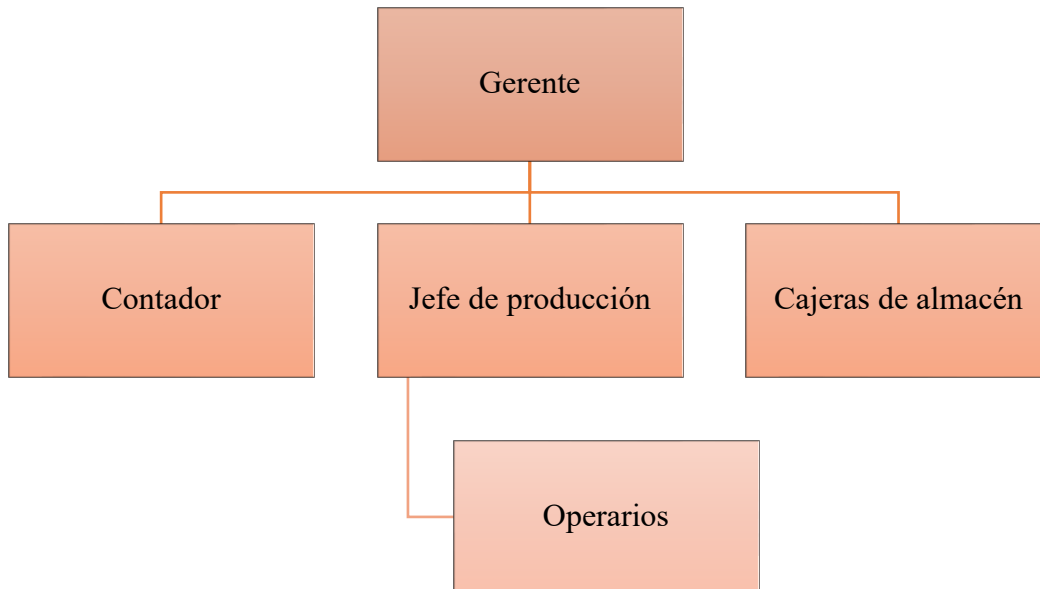 Gerente
Contador
Jefe de producción
Cajeras de almacén
Operarios